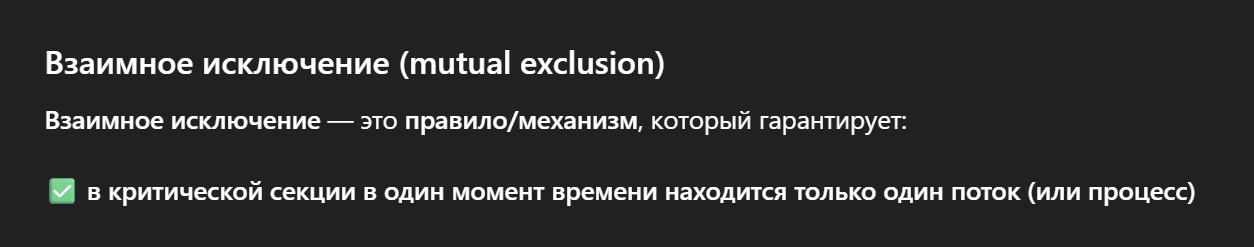 Взаимное исключение (mutual exclusion)
Взаимное исключение — это правило/механизм, который гарантирует:
✅ в критической секции в один момент времени находится только один поток (или процесс)